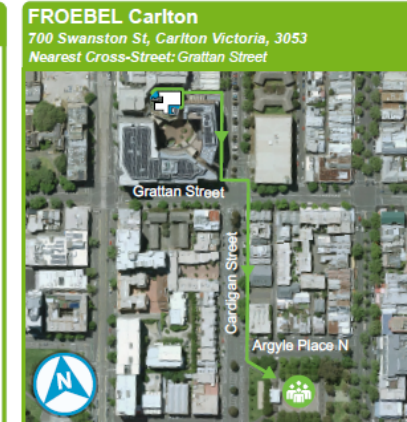 FROEBEL Carlton
700 Swanston St, Carlton Victoria, 3053
Nearest Cross-Street: Grattan Street
Grattan Street
Cardigan Street
Argyle Place N
N